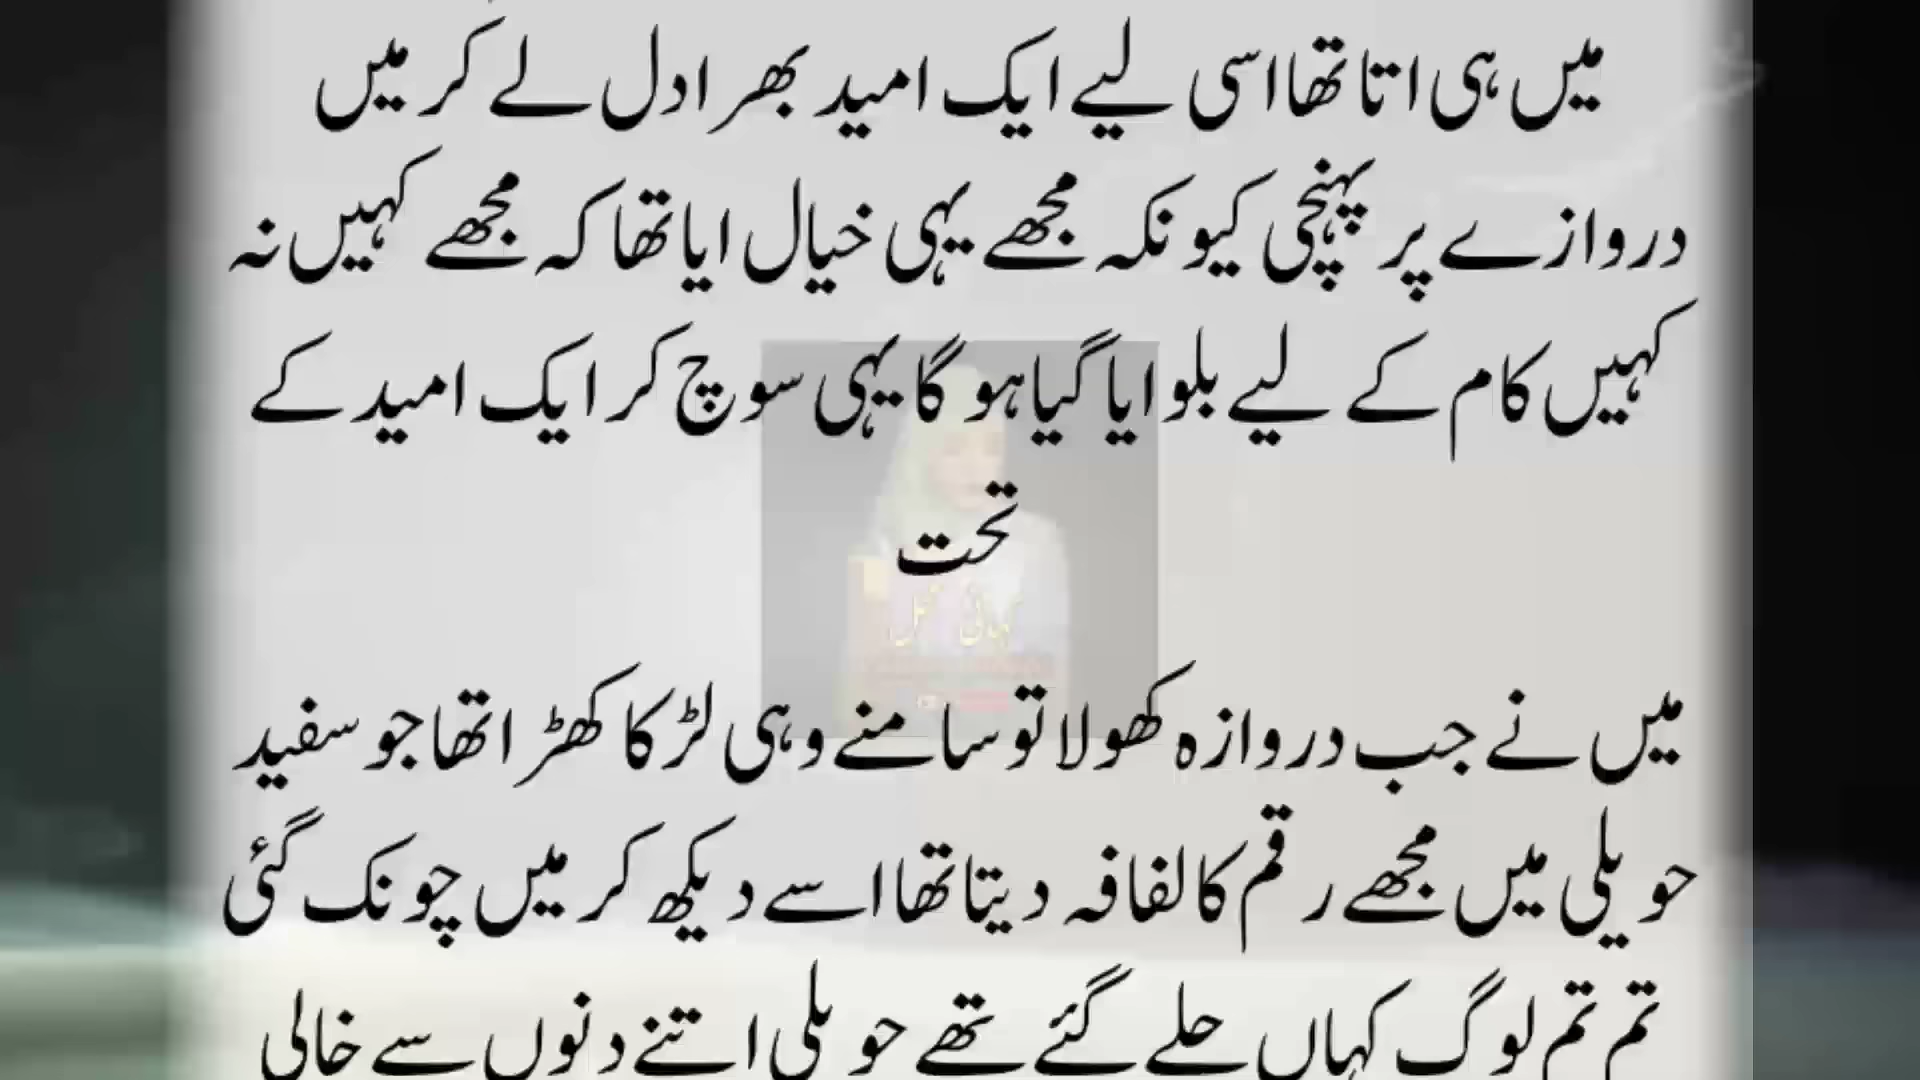 میں ہی اتا تھا اسی لیے ایک امید بھرا دل لے کر میں
دروازے پر پہنچی کیونکہ مجھے یہی خیال ایا تھا کہ مجھے کہیں نہ
کہیں کام کے لیے بلوایا گیا ہو گا یہی سوچ کر ایک امید کے
تحت
کہانی محل
میں نے جب دروازہ کھولا تو سامنے وہی لڑکا کھڑا تھا جو سفید
حویلی میں مجھے رقم کا لفافہ دیتا تھا اسے دیکھ کر میں چونک گئی
تم تم لوگ کہاں چلے گئے تھے حویلی اتنے دنوں سے خالی